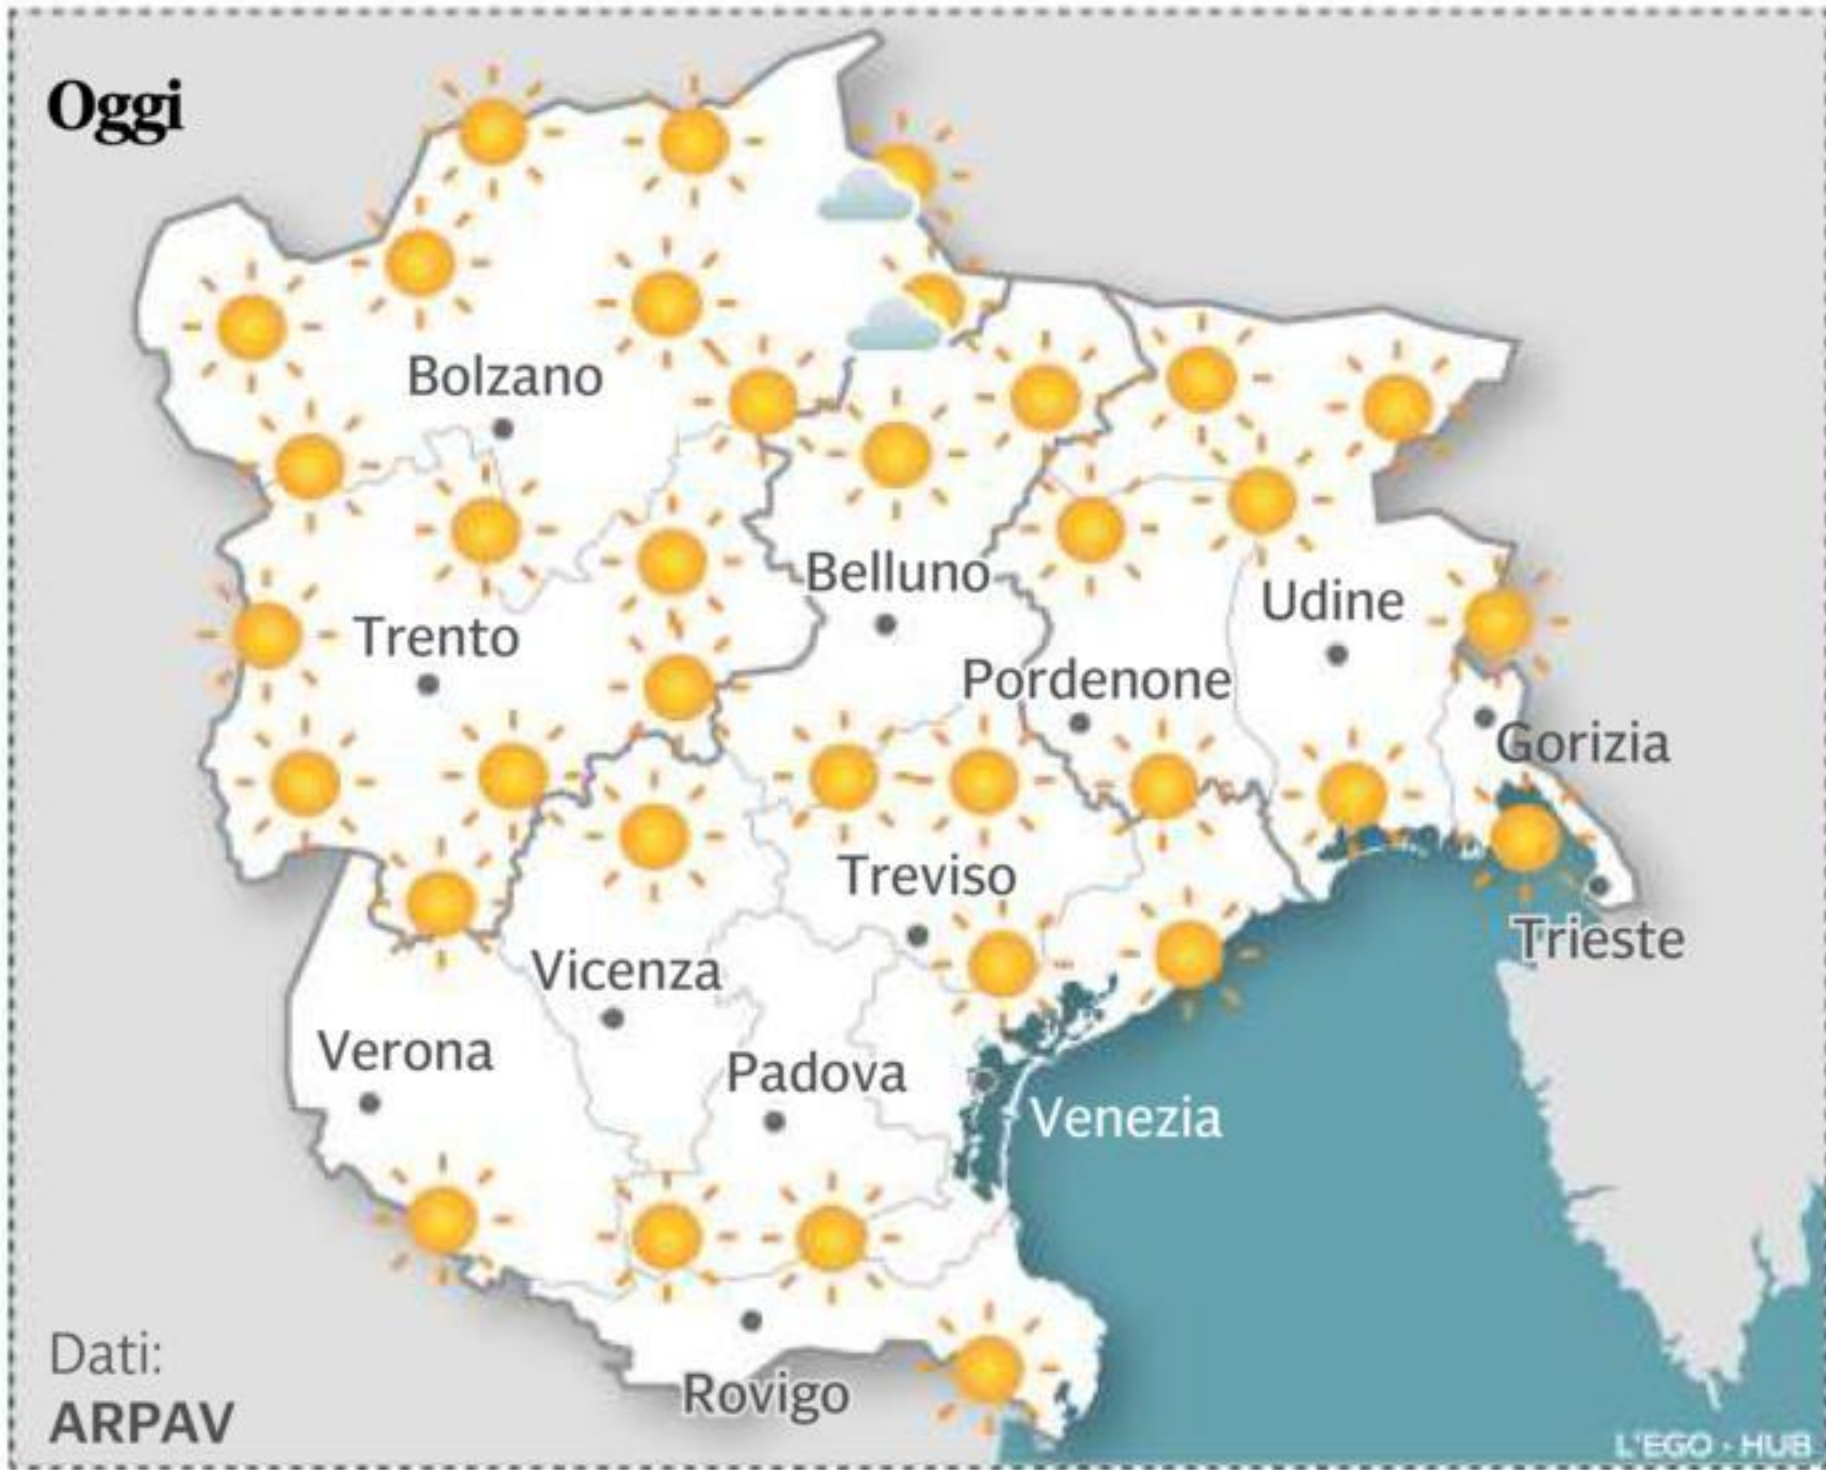 Oggi
Bolzano
Belluno
Udine
Trento
Pordenone
Gorizia
Treviso
Trieste
Vicenza
Verona
Padova
Venezia
Rovigo
Dati:
ARPAV
L'EGO - HUB